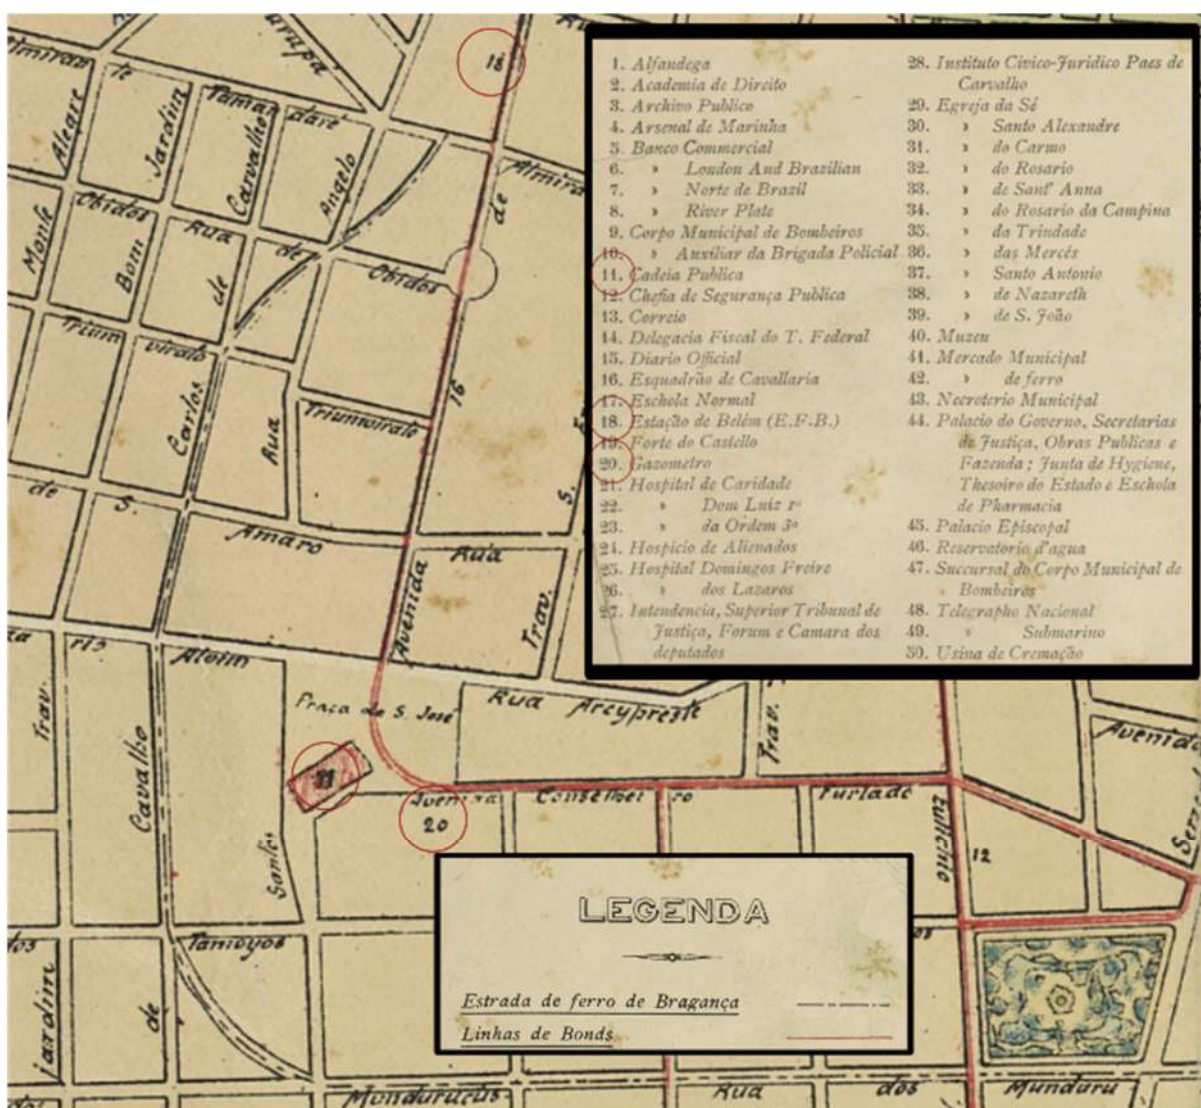 1. Alfandega
2. Academia de Direito
3. Archivo Publico
4. Arsenal de Marinha
5. Banco Commercial
6. » London And Brazilian
7. » Norte de Brazil
8. » River Plate
9. Corpo Municipal de Bombeiros
10. » Auxiliar da Brigada Policial
11. Cadeia Publica
12. Chefia de Segurança Publica
13. Correio
14. Delegacia Fiscal do T. Federal
15. Diario Official
16. Esquadrão de Cavallaria
17. Eschola Normal
18. Estação de Belém (E.F.B.)
19. Forte do Castello
20. Gazometro
21. Hospital de Caridade
22. » Dom Luiz 1º
23. » da Ordem 3ª
24. Hospicio de Alienados
25. Hospital Domingos Freire
26. » dos Lazaros
27. Intendencia, Superior Tribunal de
Justiça, Forum e Camara dos
deputados
28. Instituto Civico-Juridico Paes de
Carvalho
29. Egreja da Sé
30. » Santo Alexandre
31. » do Carmo
32. » do Rosario
33. » de Sant' Anna
34. » do Rosario da Campina
35. » da Trindade
36. » das Mercés
37. » Santo Antonio
38. » de Nazareth
39. » de S. João
40. Muzeu
41. Mercado Municipal
42. » de ferro
43. Necroterio Municipal
44. Palacio do Governo, Secretarias
de Justiça, Obras Publicas e
Fazenda; Junta de Hygiene,
Thesoiro do Estado e Eschola
de Pharmacia
45. Palacio Episcopal
46. Reservatorio d'agua
47. Succursal do Corpo Municipal de
Bombeiros
48. Telegrapho Nacional
49. » Submarino
50. Usina de Cremação
18
Almirante
Tamandaré
Alegre
Monte
Jardim
Bom
Carvalho
de
Angelo
Almira
de
Obidos
Rua
de
Obidos
Triumvirato
Carlos
Rua
Triumvirato
16
S.
de
S.
Amaro
Rua
Avenida
Trav.
Aloim
Trav.
Cavalho
Praça de S. José
Rua
Arcypreste
Trav.
Avenida
11
Avenida
Conselheiro
Furtado
20
Santos
Eutichio
12
Tamoyos
Jardim
de
Mundurucus
Rua
dos
Munduru
LEGENDA
Estrada de ferro de Bragança
Linhas de Bonds